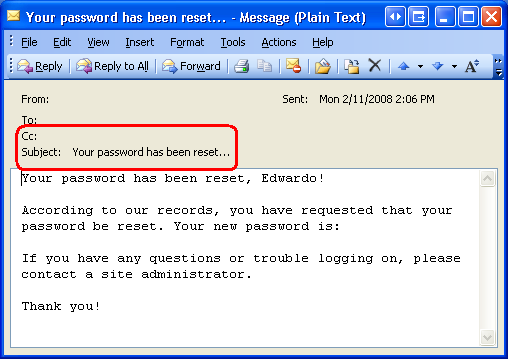 Your password has been reset... - Message (Plain Text)
File Edit View Insert Format Tools Actions Help
Reply Reply to All Forward
From: Sent: Mon 2/11/2008 2:06 PM
To:
Cc:
Subject: Your password has been reset...
Your password has been reset, Edwardo!
According to our records, you have requested that your
password be reset. Your new password is:
If you have any questions or trouble logging on, please
contact a site administrator.
Thank you!